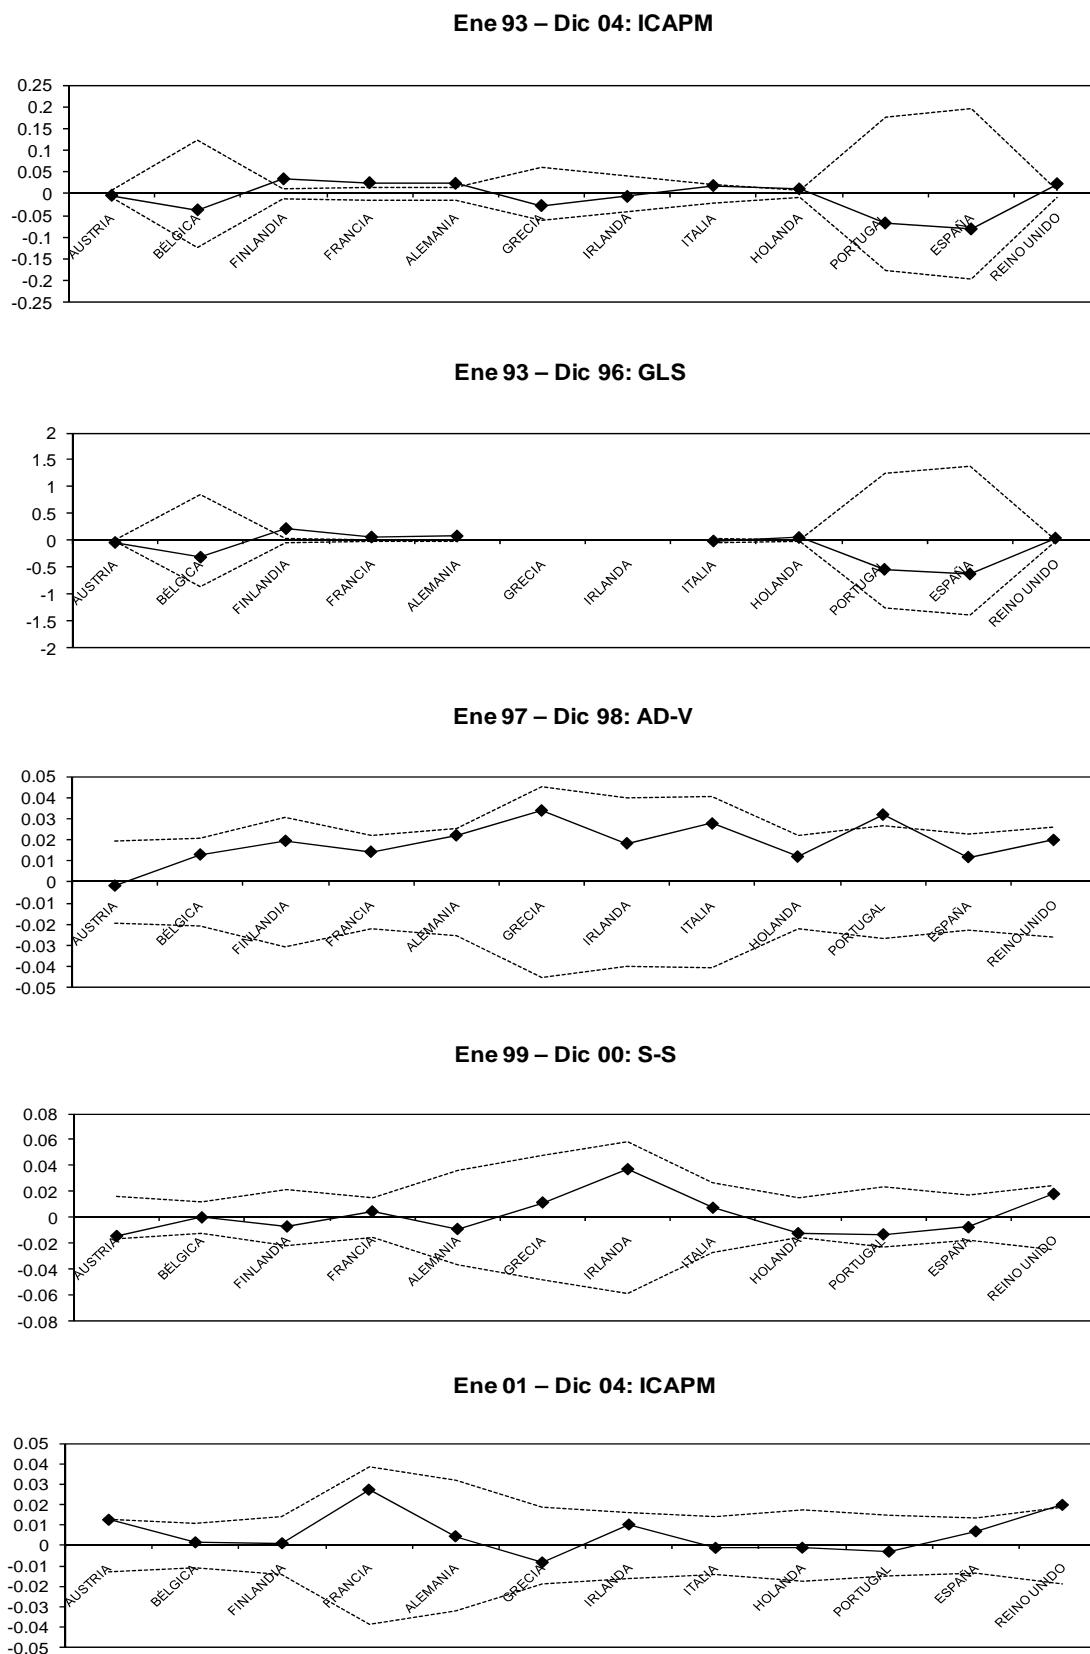 Ene 93 – Dic 04: ICAPM
0.25
0.2
0.15
0.1
0.05
0
-0.05
-0.1
-0.15
-0.2
-0.25
AUSTRIA
BÉLGICA
FINLANDIA
FRANCIA
ALEMANIA
GRECIA
IRLANDA
ITALIA
HOLANDA
PORTUGAL
ESPAÑA
REINO UNIDO
Ene 93 – Dic 96: GLS
2
1.5
1
0.5
0
-0.5
-1
-1.5
-2
AUSTRIA
BÉLGICA
FINLANDIA
FRANCIA
ALEMANIA
GRECIA
IRLANDA
ITALIA
HOLANDA
PORTUGAL
ESPAÑA
REINO UNIDO
Ene 97 – Dic 98: AD-V
0.05
0.04
0.03
0.02
0.01
0
-0.01
-0.02
-0.03
-0.04
-0.05
AUSTRIA
BÉLGICA
FINLANDIA
FRANCIA
ALEMANIA
GRECIA
IRLANDA
ITALIA
HOLANDA
PORTUGAL
ESPAÑA
REINO UNIDO
Ene 99 – Dic 00: S-S
0.08
0.06
0.04
0.02
0
-0.02
-0.04
-0.06
-0.08
AUSTRIA
BÉLGICA
FINLANDIA
FRANCIA
ALEMANIA
GRECIA
IRLANDA
ITALIA
HOLANDA
PORTUGAL
ESPAÑA
REINO UNIDO
Ene 01 – Dic 04: ICAPM
0.05
0.04
0.03
0.02
0.01
0
-0.01
-0.02
-0.03
-0.04
-0.05
AUSTRIA
BÉLGICA
FINLANDIA
FRANCIA
ALEMANIA
GRECIA
IRLANDA
ITALIA
HOLANDA
PORTUGAL
ESPAÑA
REINO UNIDO